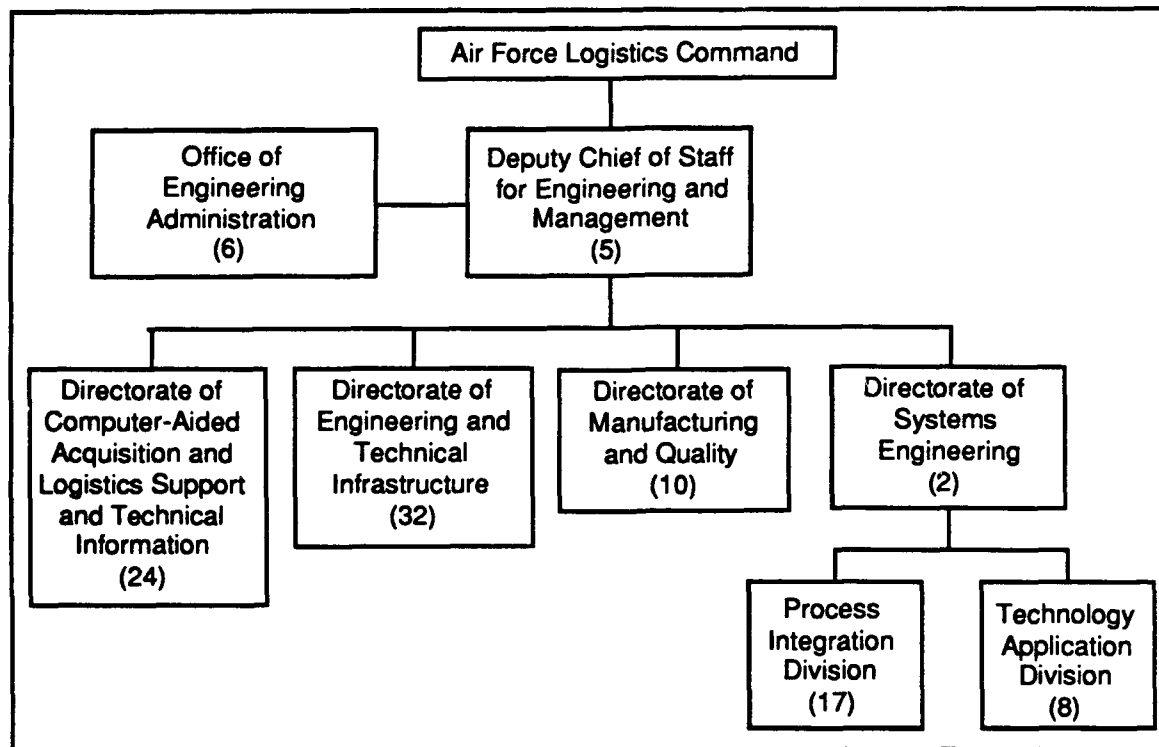 Air Force Logistics Command
Office of
Engineering
Administration
(6)
Deputy Chief of Staff
for Engineering and
Management
(5)
Directorate of
Computer-Aided
Acquisition and
Logistics Support
and Technical
Information
(24)
Directorate of
Engineering and
Technical
Infrastructure
(32)
Directorate of
Manufacturing
and Quality
(10)
Directorate of
Systems
Engineering
(2)
Process
Integration
Division
(17)
Technology
Application
Division
(8)